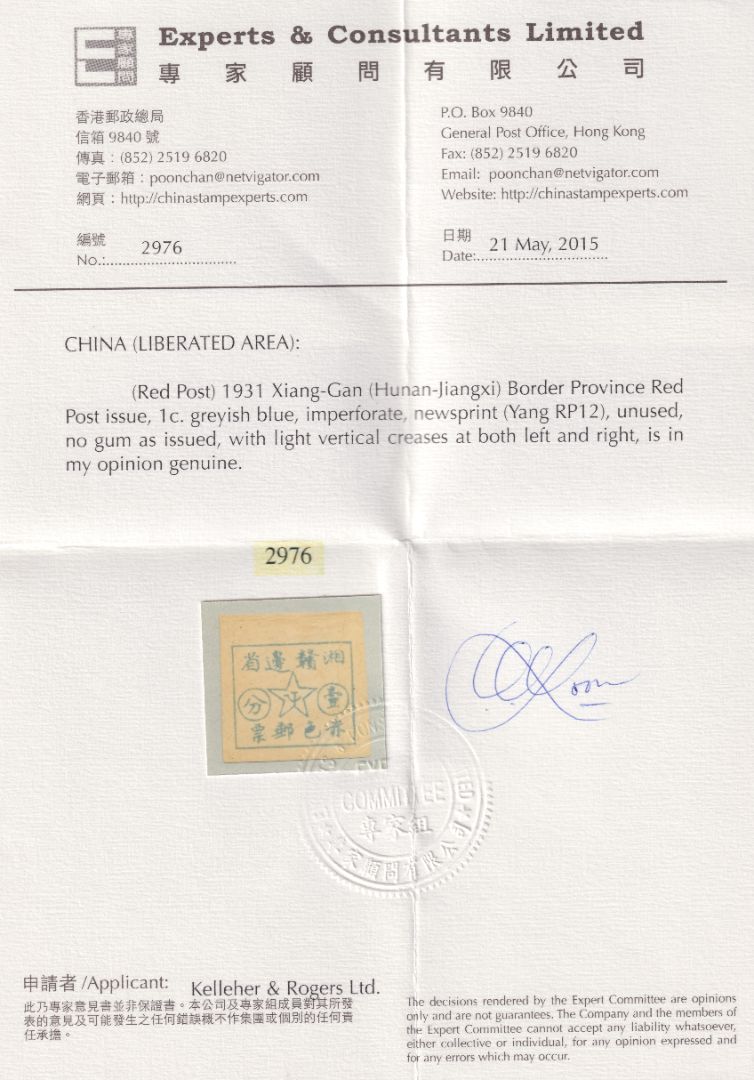 專家
顧問
Experts & Consultants Limited
專家顧問有限公司
香港郵政總局
信箱 9840 號
傳真：(852) 2519 6820
電子郵箱：poonchan@netvigator.com
網頁：http://chinastampexperts.com
P.O. Box 9840
General Post Office, Hong Kong
Fax: (852) 2519 6820
Email: poonchan@netvigator.com
Website: http://chinastampexperts.com
編號
No.: 2976
日期
Date: 21 May, 2015
CHINA (LIBERATED AREA):
(Red Post) 1931 Xiang-Gan (Hunan-Jiangxi) Border Province Red
Post issue, 1c. greyish blue, imperforate, newsprint (Yang RP12), unused,
no gum as issued, with light vertical creases at both left and right, is in
my opinion genuine.
2976
湘贛邊省
壹 分
赤色郵票
COMMITTEE
專家組
家顧問有限公司
申請者 /Applicant: Kelleher & Rogers Ltd.
此乃專家意見書並非保證書。本公司及專家組成員對其所發
表的意見及可能發生之任何錯誤概不作集團或個別的任何責
任承擔。
The decisions rendered by the Expert Committee are opinions
only and are not guarantees. The Company and the members of
the Expert Committee cannot accept any liability whatsoever,
either collective or individual, for any opinion expressed and
for any errors which may occur.